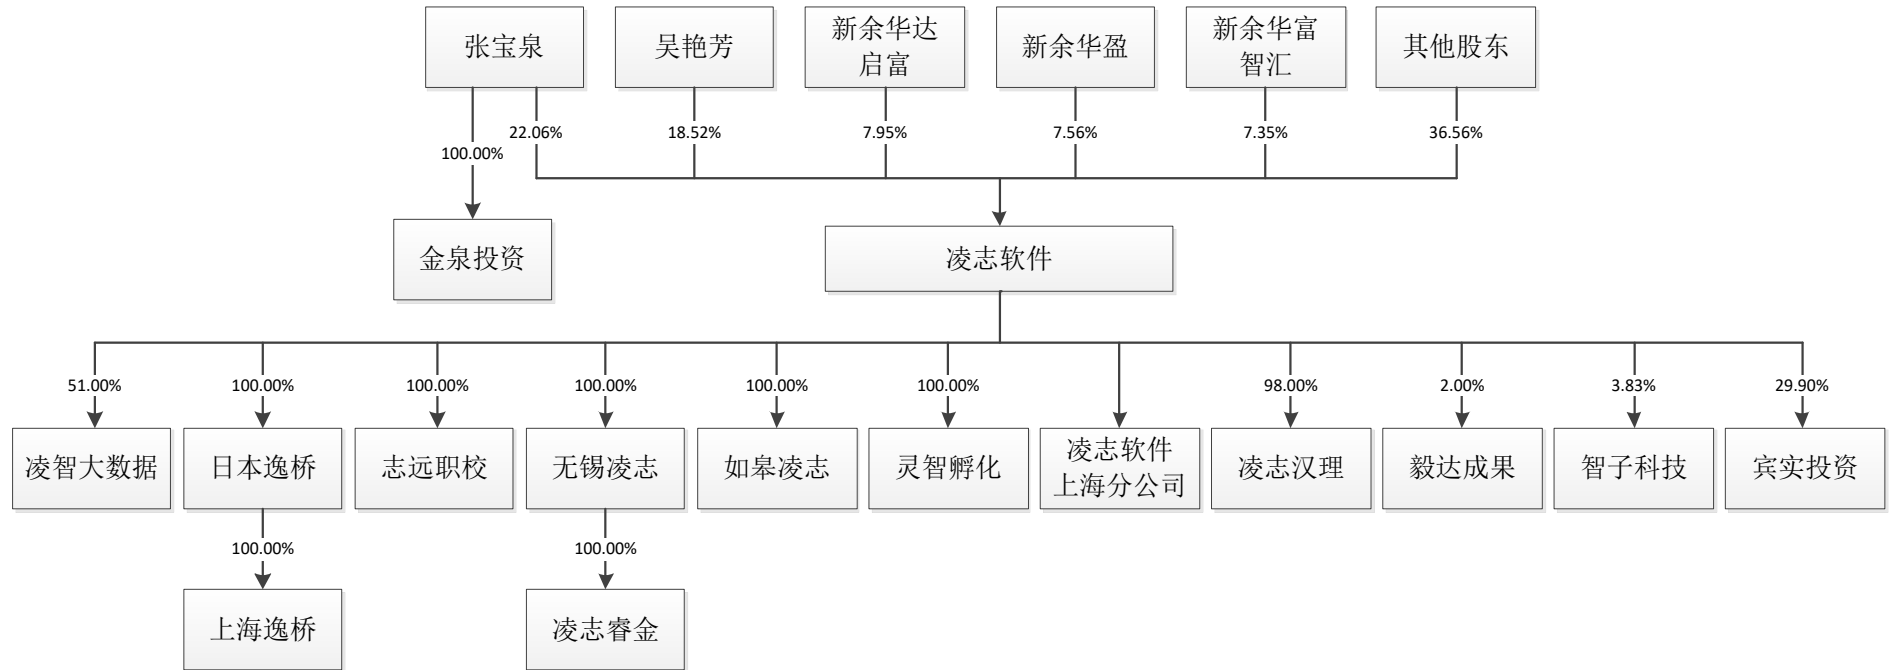 张宝泉
吴艳芳
新余华达
启富
新余华盈
新余华富
智汇
其他股东
22.06%
18.52%
7.95%
7.56%
7.35%
36.56%
100.00%
金泉投资
凌志软件
51.00%
100.00%
100.00%
100.00%
100.00%
100.00%
98.00%
2.00%
3.83%
29.90%
凌智大数据
日本逸桥
志远职校
无锡凌志
如皋凌志
灵智孵化
凌志软件
上海分公司
凌志汉理
毅达成果
智子科技
宾实投资
100.00%
100.00%
上海逸桥
凌志睿金